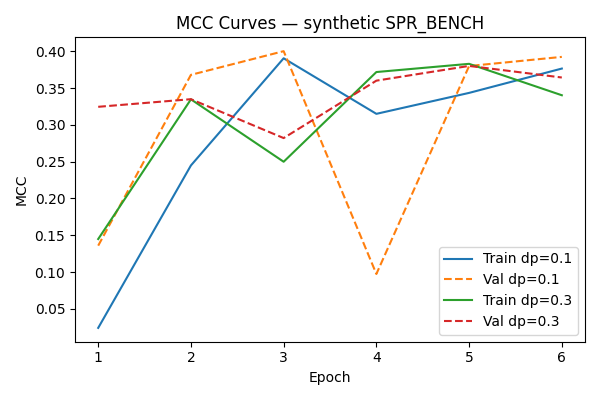 MCC Curves — synthetic SPR_BENCH
MCC
0.40
0.35
0.30
0.25
0.20
0.15
0.10
0.05
1 2 3 4 5 6
Epoch
Train dp=0.1
Val dp=0.1
Train dp=0.3
Val dp=0.3